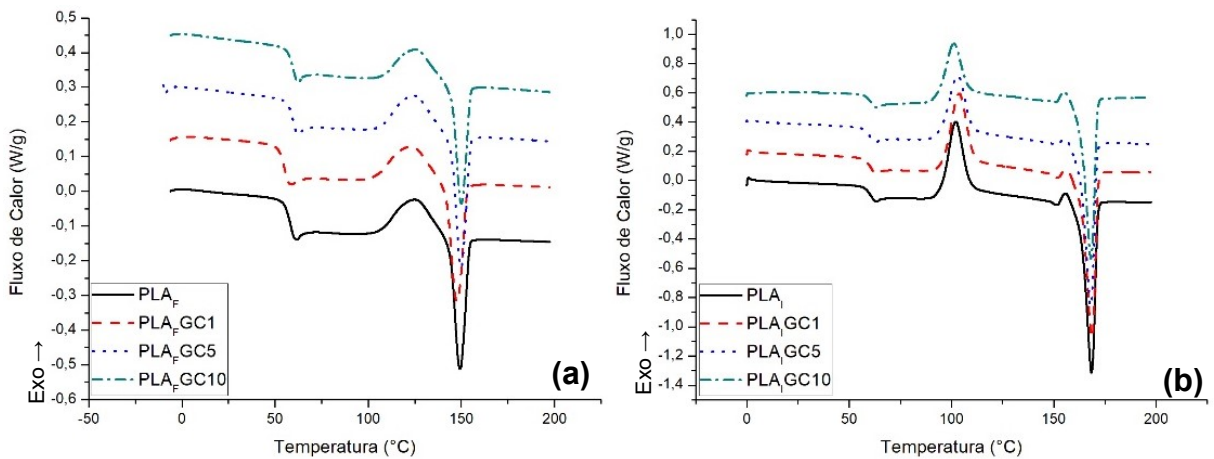 0,5
0,4
0,3
0,2
0,1
0,0
-0,1
-0,2
-0,3
-0,4
-0,5
-0,6
Fluxo de Calor (W/g)
Exo →
PLA_F
PLA_FGC1
PLA_FGC5
PLA_FGC10
(a)
-50 0 50 100 150 200
Temperatura (°C)
1,0
0,8
0,6
0,4
0,2
0,0
-0,2
-0,4
-0,6
-0,8
-1,0
-1,2
-1,4
Fluxo de Calor (W/g)
Exo →
PLA_I
PLA_IGC1
PLA_IGC5
PLA_IGC10
(b)
0 50 100 150 200
Temperatura (°C)